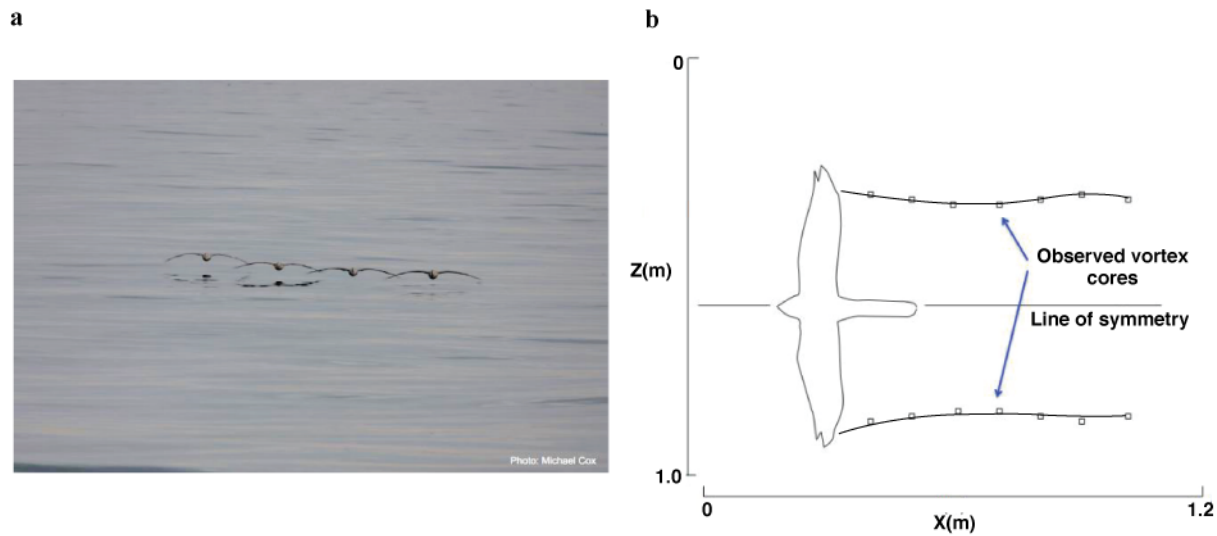 a
Photo: Michael Cox
b
0
Z(m)
Observed vortex
cores
Line of symmetry
1.0
0
1.2
X(m)